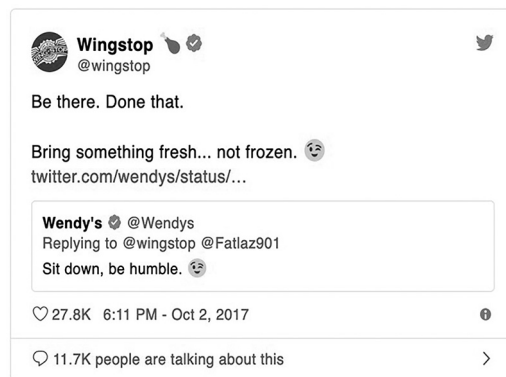 Wingstop
@wingstop
Be there. Done that.
Bring something fresh... not frozen. 😉
twitter.com/wendys/status/...
Wendy's @Wendys
Replying to @wingstop @Fatlaz901
Sit down, be humble. 😉
27.8K 6:11 PM - Oct 2, 2017
11.7K people are talking about this